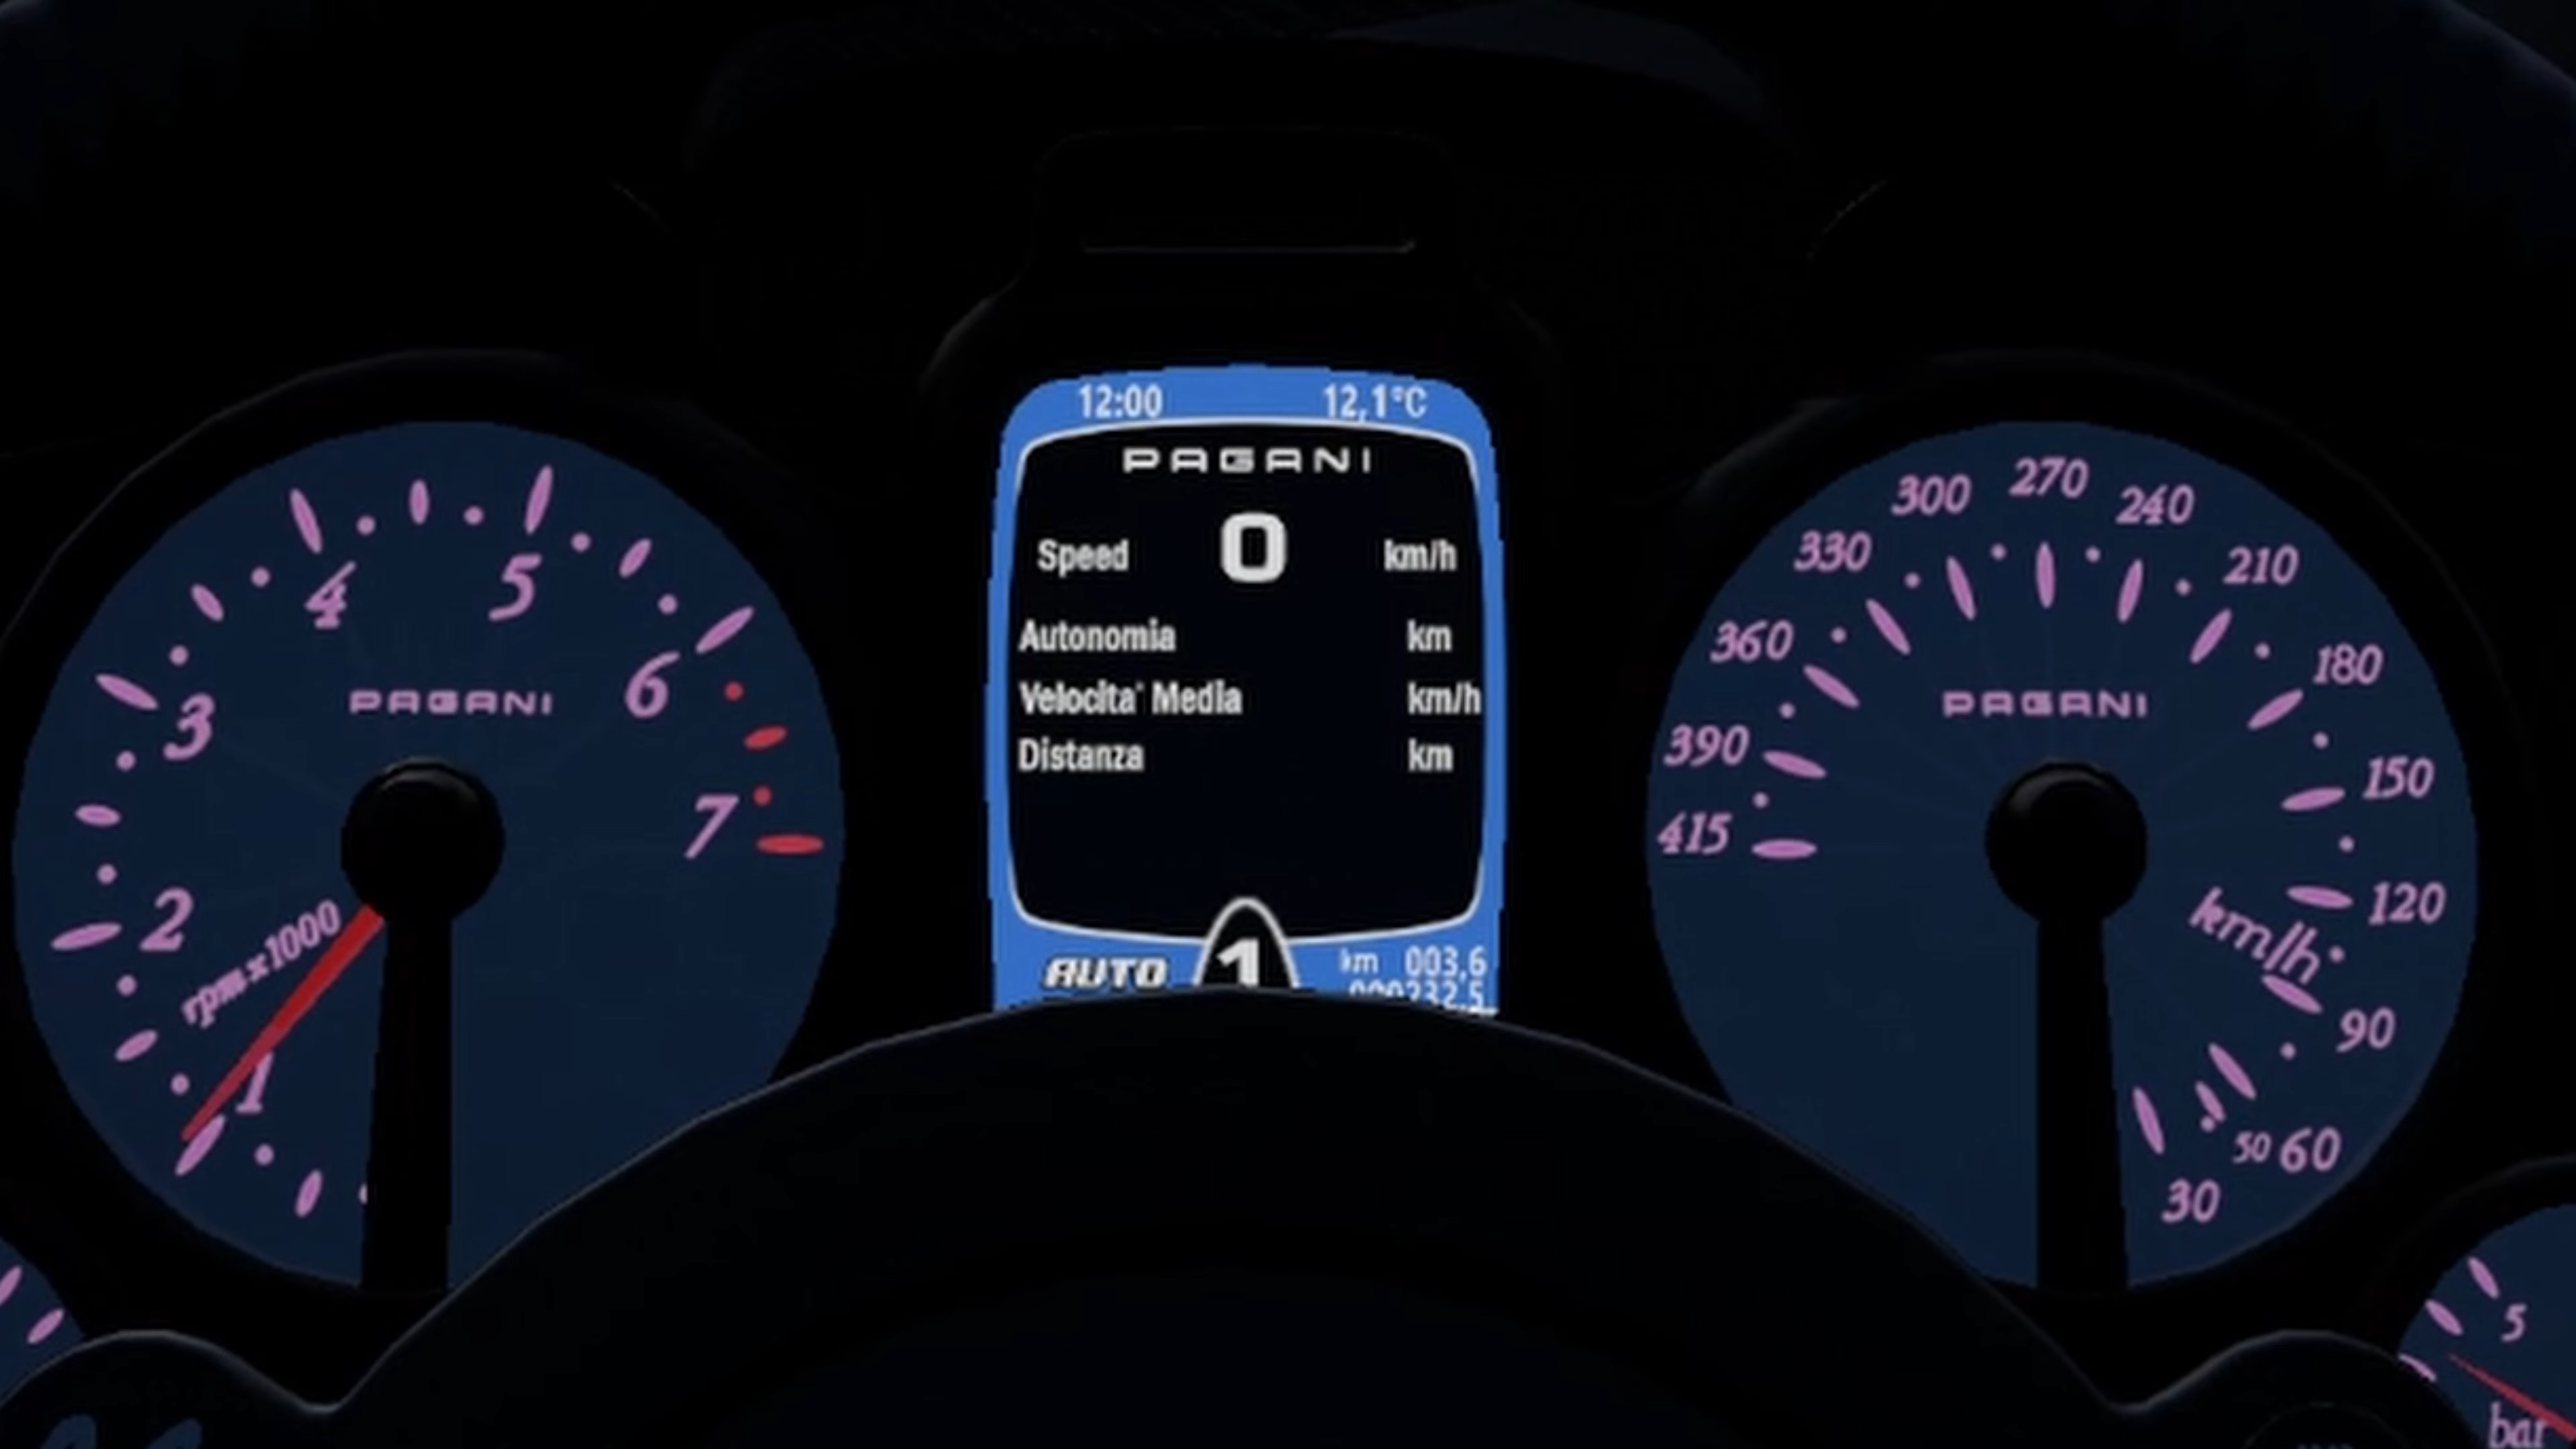 12:00 12,1°C
PAGANI
Speed 0 km/h
Autonomia km
Velocita' Media km/h
Distanza km
AUTO 1 km 003,6
000232,5
1
2
3
4
5
6
7
PAGANI
rpm x 1000
30
50
60
90
120
150
180
210
240
270
300
330
360
390
415
PAGANI
km/h
5
bar